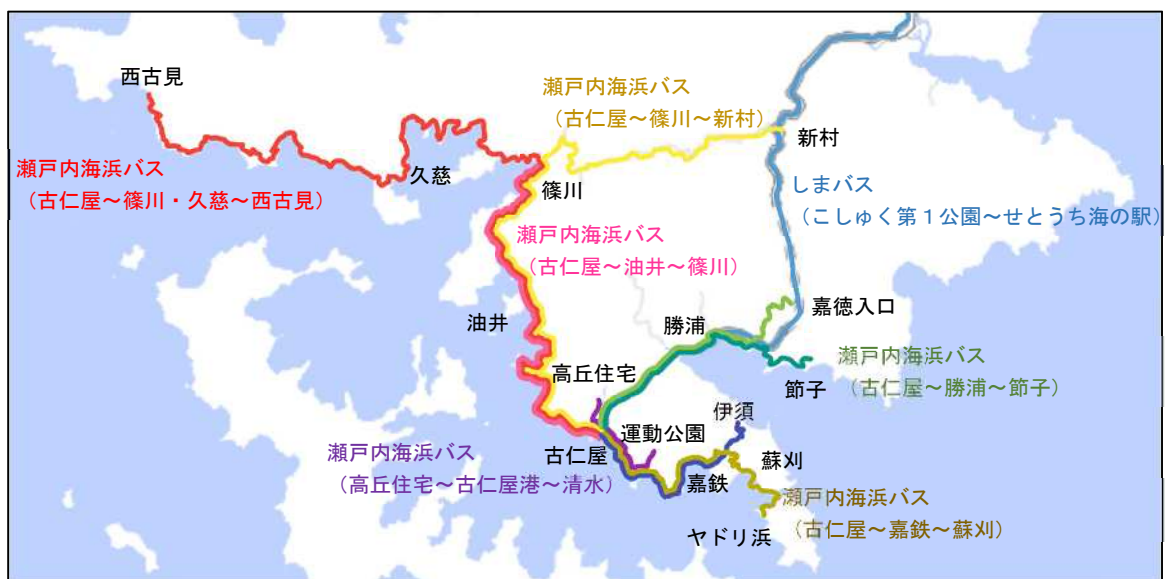 西古見
瀬戸内海浜バス
（古仁屋～篠川～新村）
新村
瀬戸内海浜バス
（古仁屋～篠川・久慈～西古見）
久慈
篠川
しまバス
（こしゅく第１公園～せとうち海の駅）
瀬戸内海浜バス
（古仁屋～油井～篠川）
油井
勝浦
嘉徳入口
瀬戸内海浜バス
（古仁屋～勝浦～節子）
節子
高丘住宅
伊須
運動公園
古仁屋
瀬戸内海浜バス
（高丘住宅～古仁屋港～清水）
嘉鉄
蘇刈
瀬戸内海浜バス
（古仁屋～嘉鉄～蘇刈）
ヤドリ浜